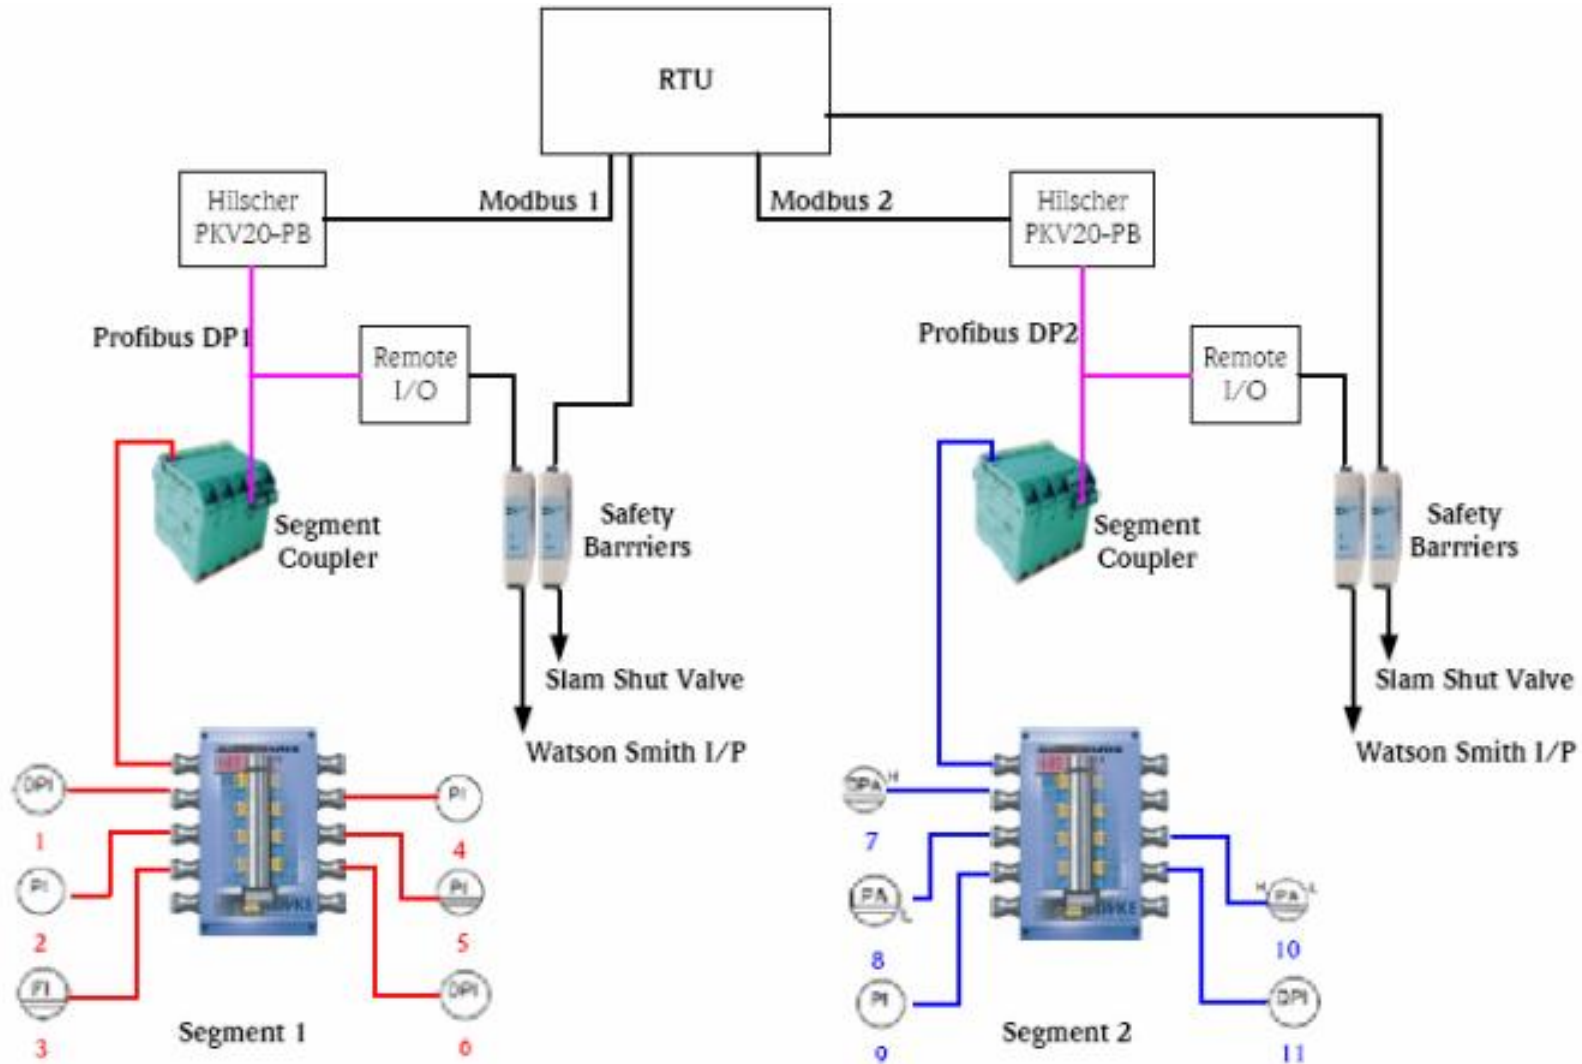 RTU
Hilscher
PKV20-PB
Modbus 1
Modbus 2
Hilscher
PKV20-PB
Profibus DP1
Remote
I/O
Profibus DP2
Remote
I/O
Segment
Coupler
Safety
Barrriers
Segment
Coupler
Safety
Barrriers
Slam Shut Valve
Watson Smith I/P
Slam Shut Valve
Watson Smith I/P
DPI
1
PI
4
DPA H
7
PI
2
PI
5
PA L
8
H PA L
10
FI
3
DPI
6
PI
9
DPI
11
Segment 1
Segment 2